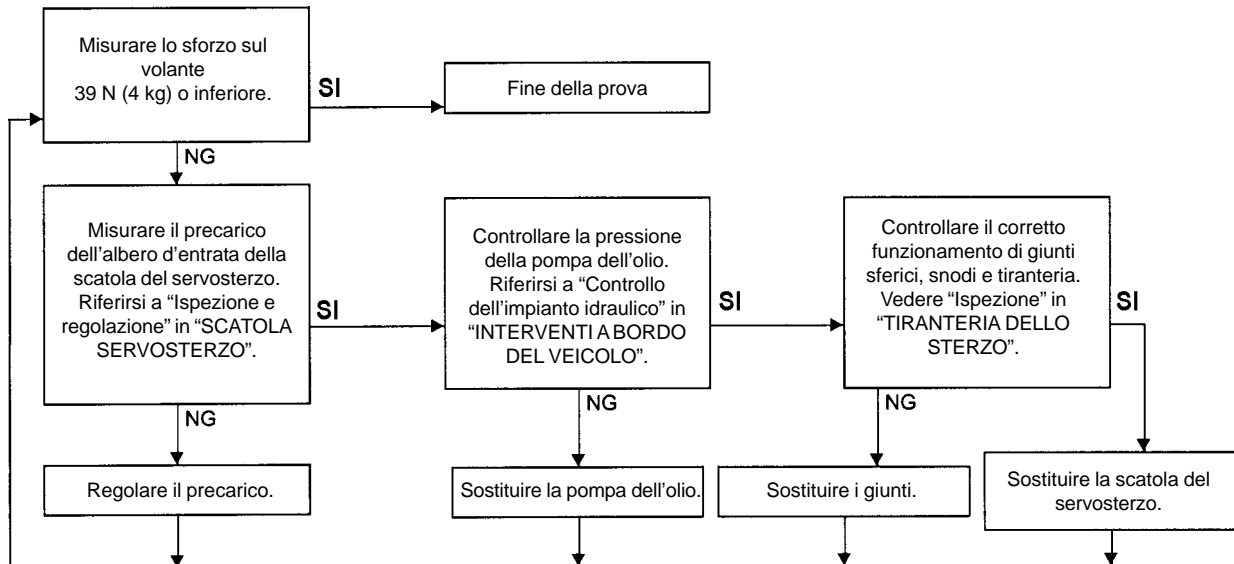 Misurare lo sforzo sul
volante
39 N (4 kg) o inferiore.
SI
Fine della prova
NG
Misurare il precarico
dell'albero d'entrata della
scatola del servosterzo.
Riferirsi a “Ispezione e
regolazione” in “SCATOLA
SERVOSTERZO”.
SI
Controllare la pressione
della pompa dell'olio.
Riferirsi a “Controllo
dell'impianto idraulico” in
“INTERVENTI A BORDO
DEL VEICOLO”.
SI
Controllare il corretto
funzionamento di giunti
sferici, snodi e tiranteria.
Vedere “Ispezione” in
“TIRANTERIA DELLO
STERZO”.
SI
NG
NG
NG
Regolare il precarico.
Sostituire la pompa dell'olio.
Sostituire i giunti.
Sostituire la scatola del
servosterzo.